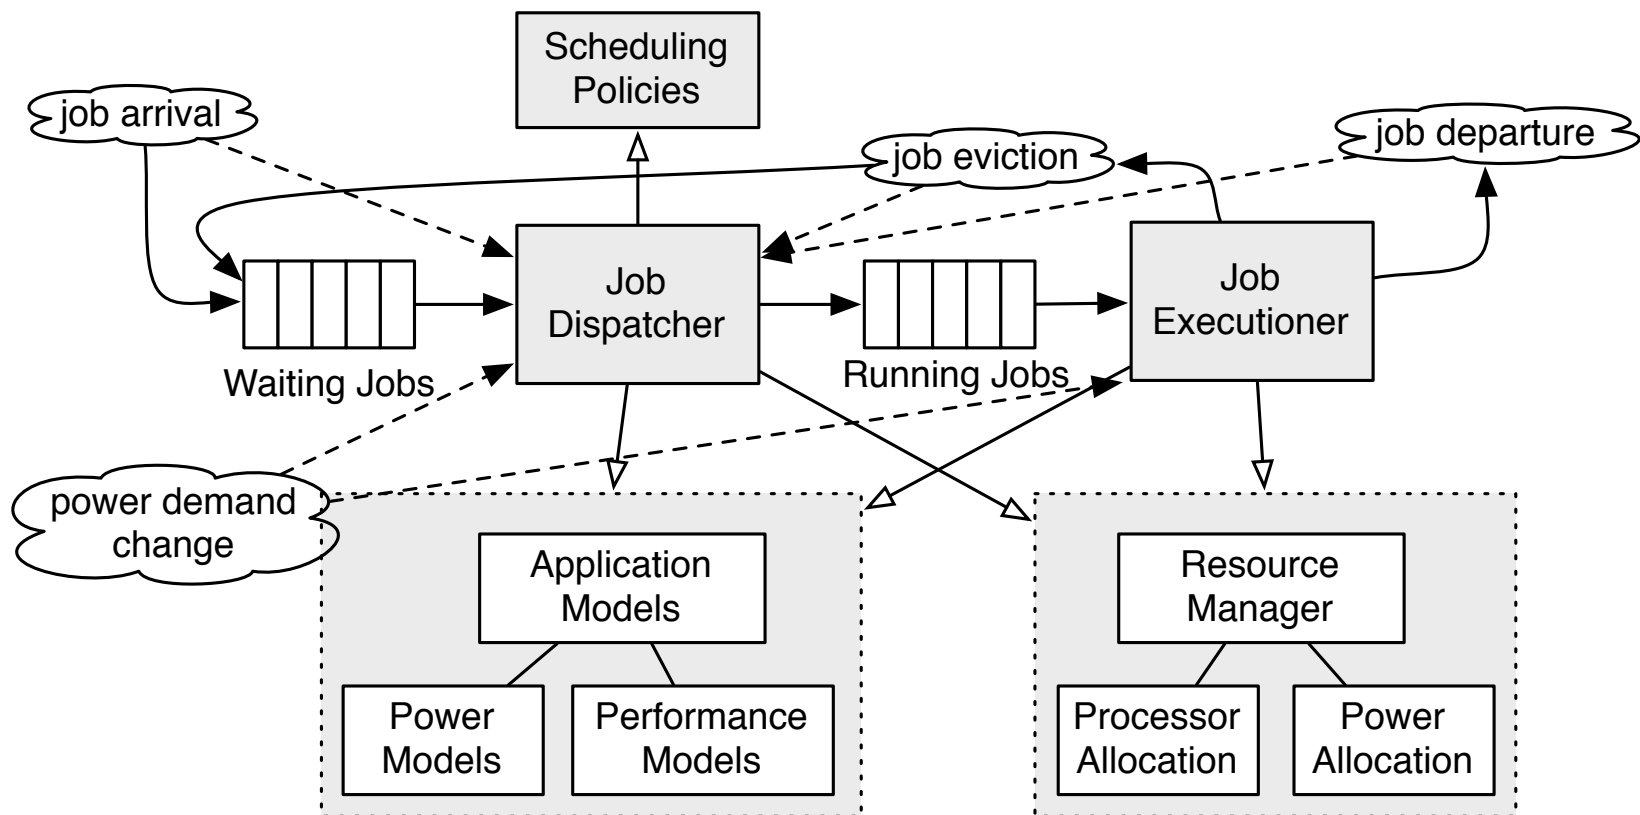 Scheduling
Policies
job arrival
job eviction
job departure
Job
Dispatcher
Job
Executioner
Waiting Jobs
Running Jobs
power demand
change
Application
Models
Resource
Manager
Power
Models
Performance
Models
Processor
Allocation
Power
Allocation